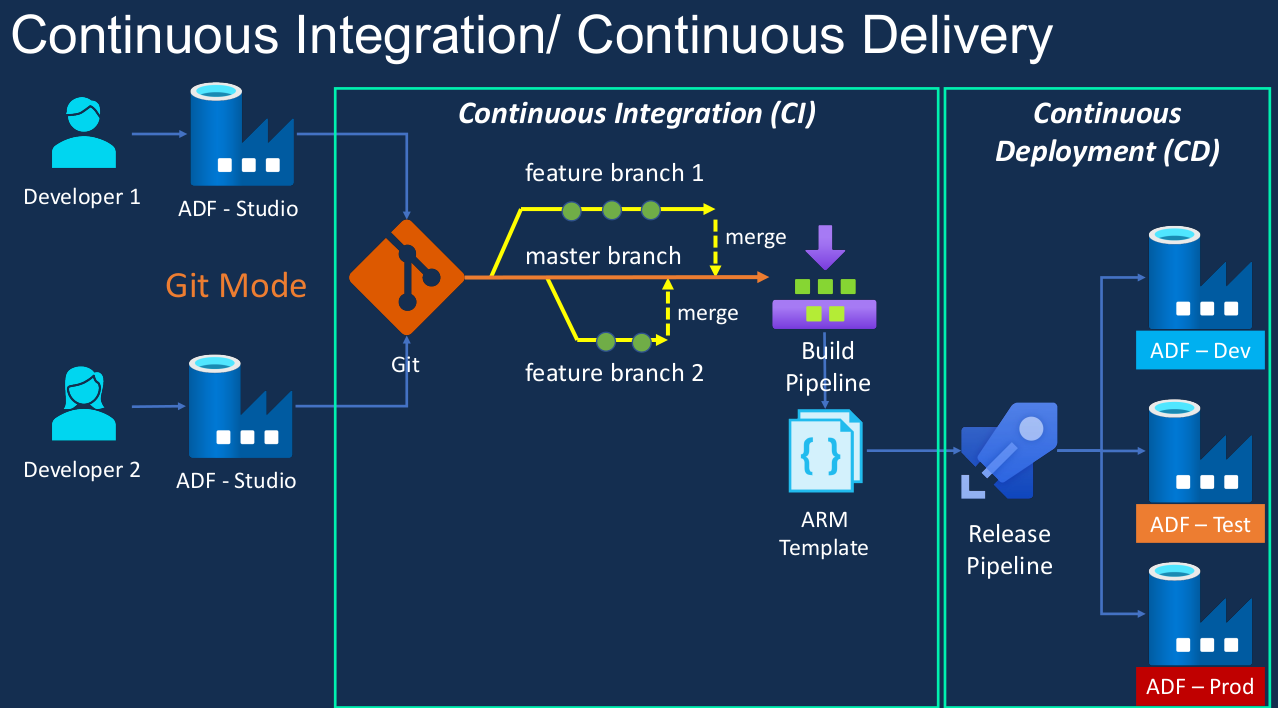 Continuous Integration/ Continuous Delivery
Developer 1
ADF - Studio
Git Mode
Developer 2
ADF - Studio
Continuous Integration (CI)
feature branch 1
merge
master branch
merge
feature branch 2
Git
Build
Pipeline
{ }
ARM
Template
Continuous
Deployment (CD)
Release
Pipeline
ADF – Dev
ADF – Test
ADF – Prod